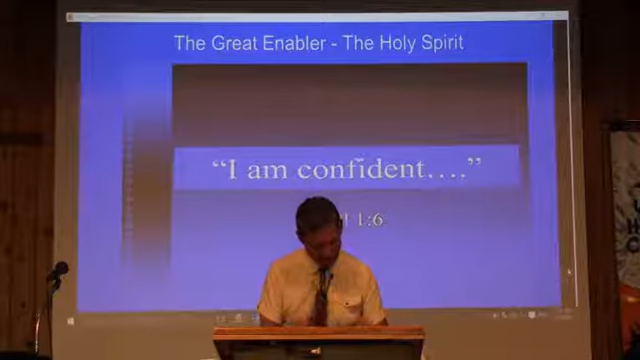 The Great Enabler - The Holy Spirit
“I am confident….”
1:6